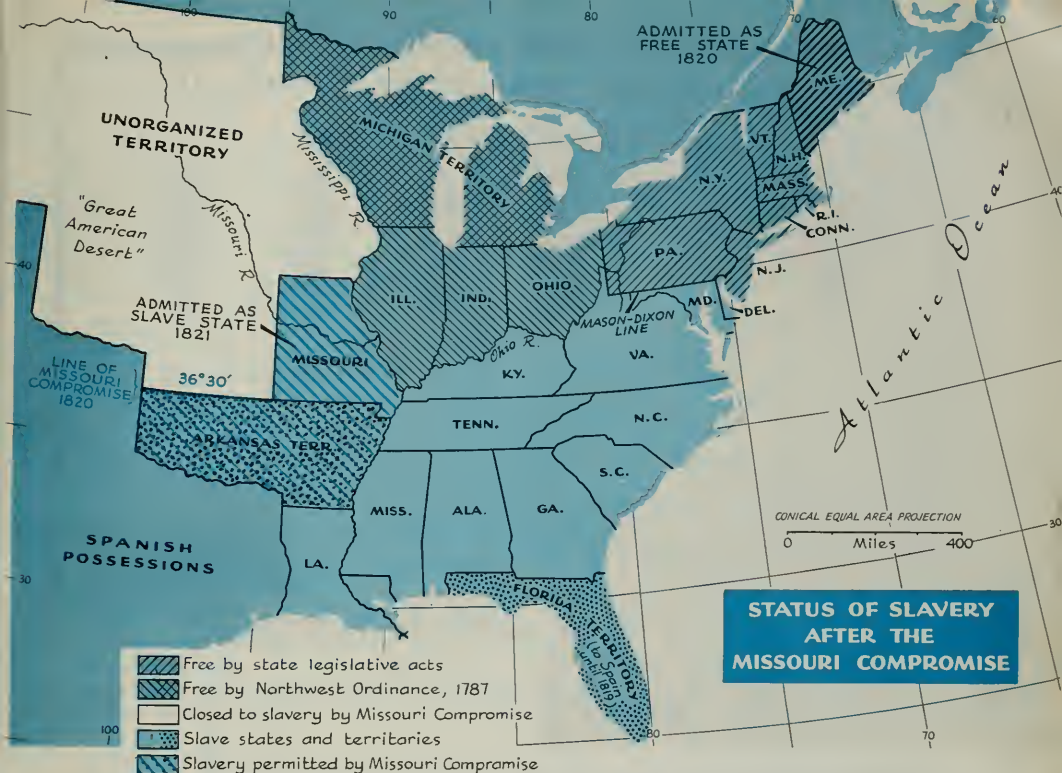 100
90
80
70
60
ADMITTED AS
FREE STATE
1820
ME.
UNORGANIZED
TERRITORY
MICHIGAN TERRITORY
Mississippi R.
VT.
N.H.
N.Y.
MASS.
R.I.
CONN.
"Great
American
Desert"
Missouri R.
40
40
PA.
N.J.
ILL.
IND.
OHIO
MD.
DEL.
MASON-DIXON
LINE
ADMITTED AS
SLAVE STATE
1821
MISSOURI
Ohio R.
KY.
VA.
Atlantic Ocean
LINE OF
MISSOURI
COMPROMISE
1820
36°30′
TENN.
N.C.
ARKANSAS TERR.
S.C.
MISS.
ALA.
GA.
LA.
SPANISH
POSSESSIONS
30
30
CONICAL EQUAL AREA PROJECTION
0 Miles 400
FLORIDA
TERRITORY
(to Spain
until 1819)
STATUS OF SLAVERY
AFTER THE
MISSOURI COMPROMISE
Free by state legislative acts
Free by Northwest Ordinance, 1787
Closed to slavery by Missouri Compromise
Slave states and territories
Slavery permitted by Missouri Compromise
100
80
70